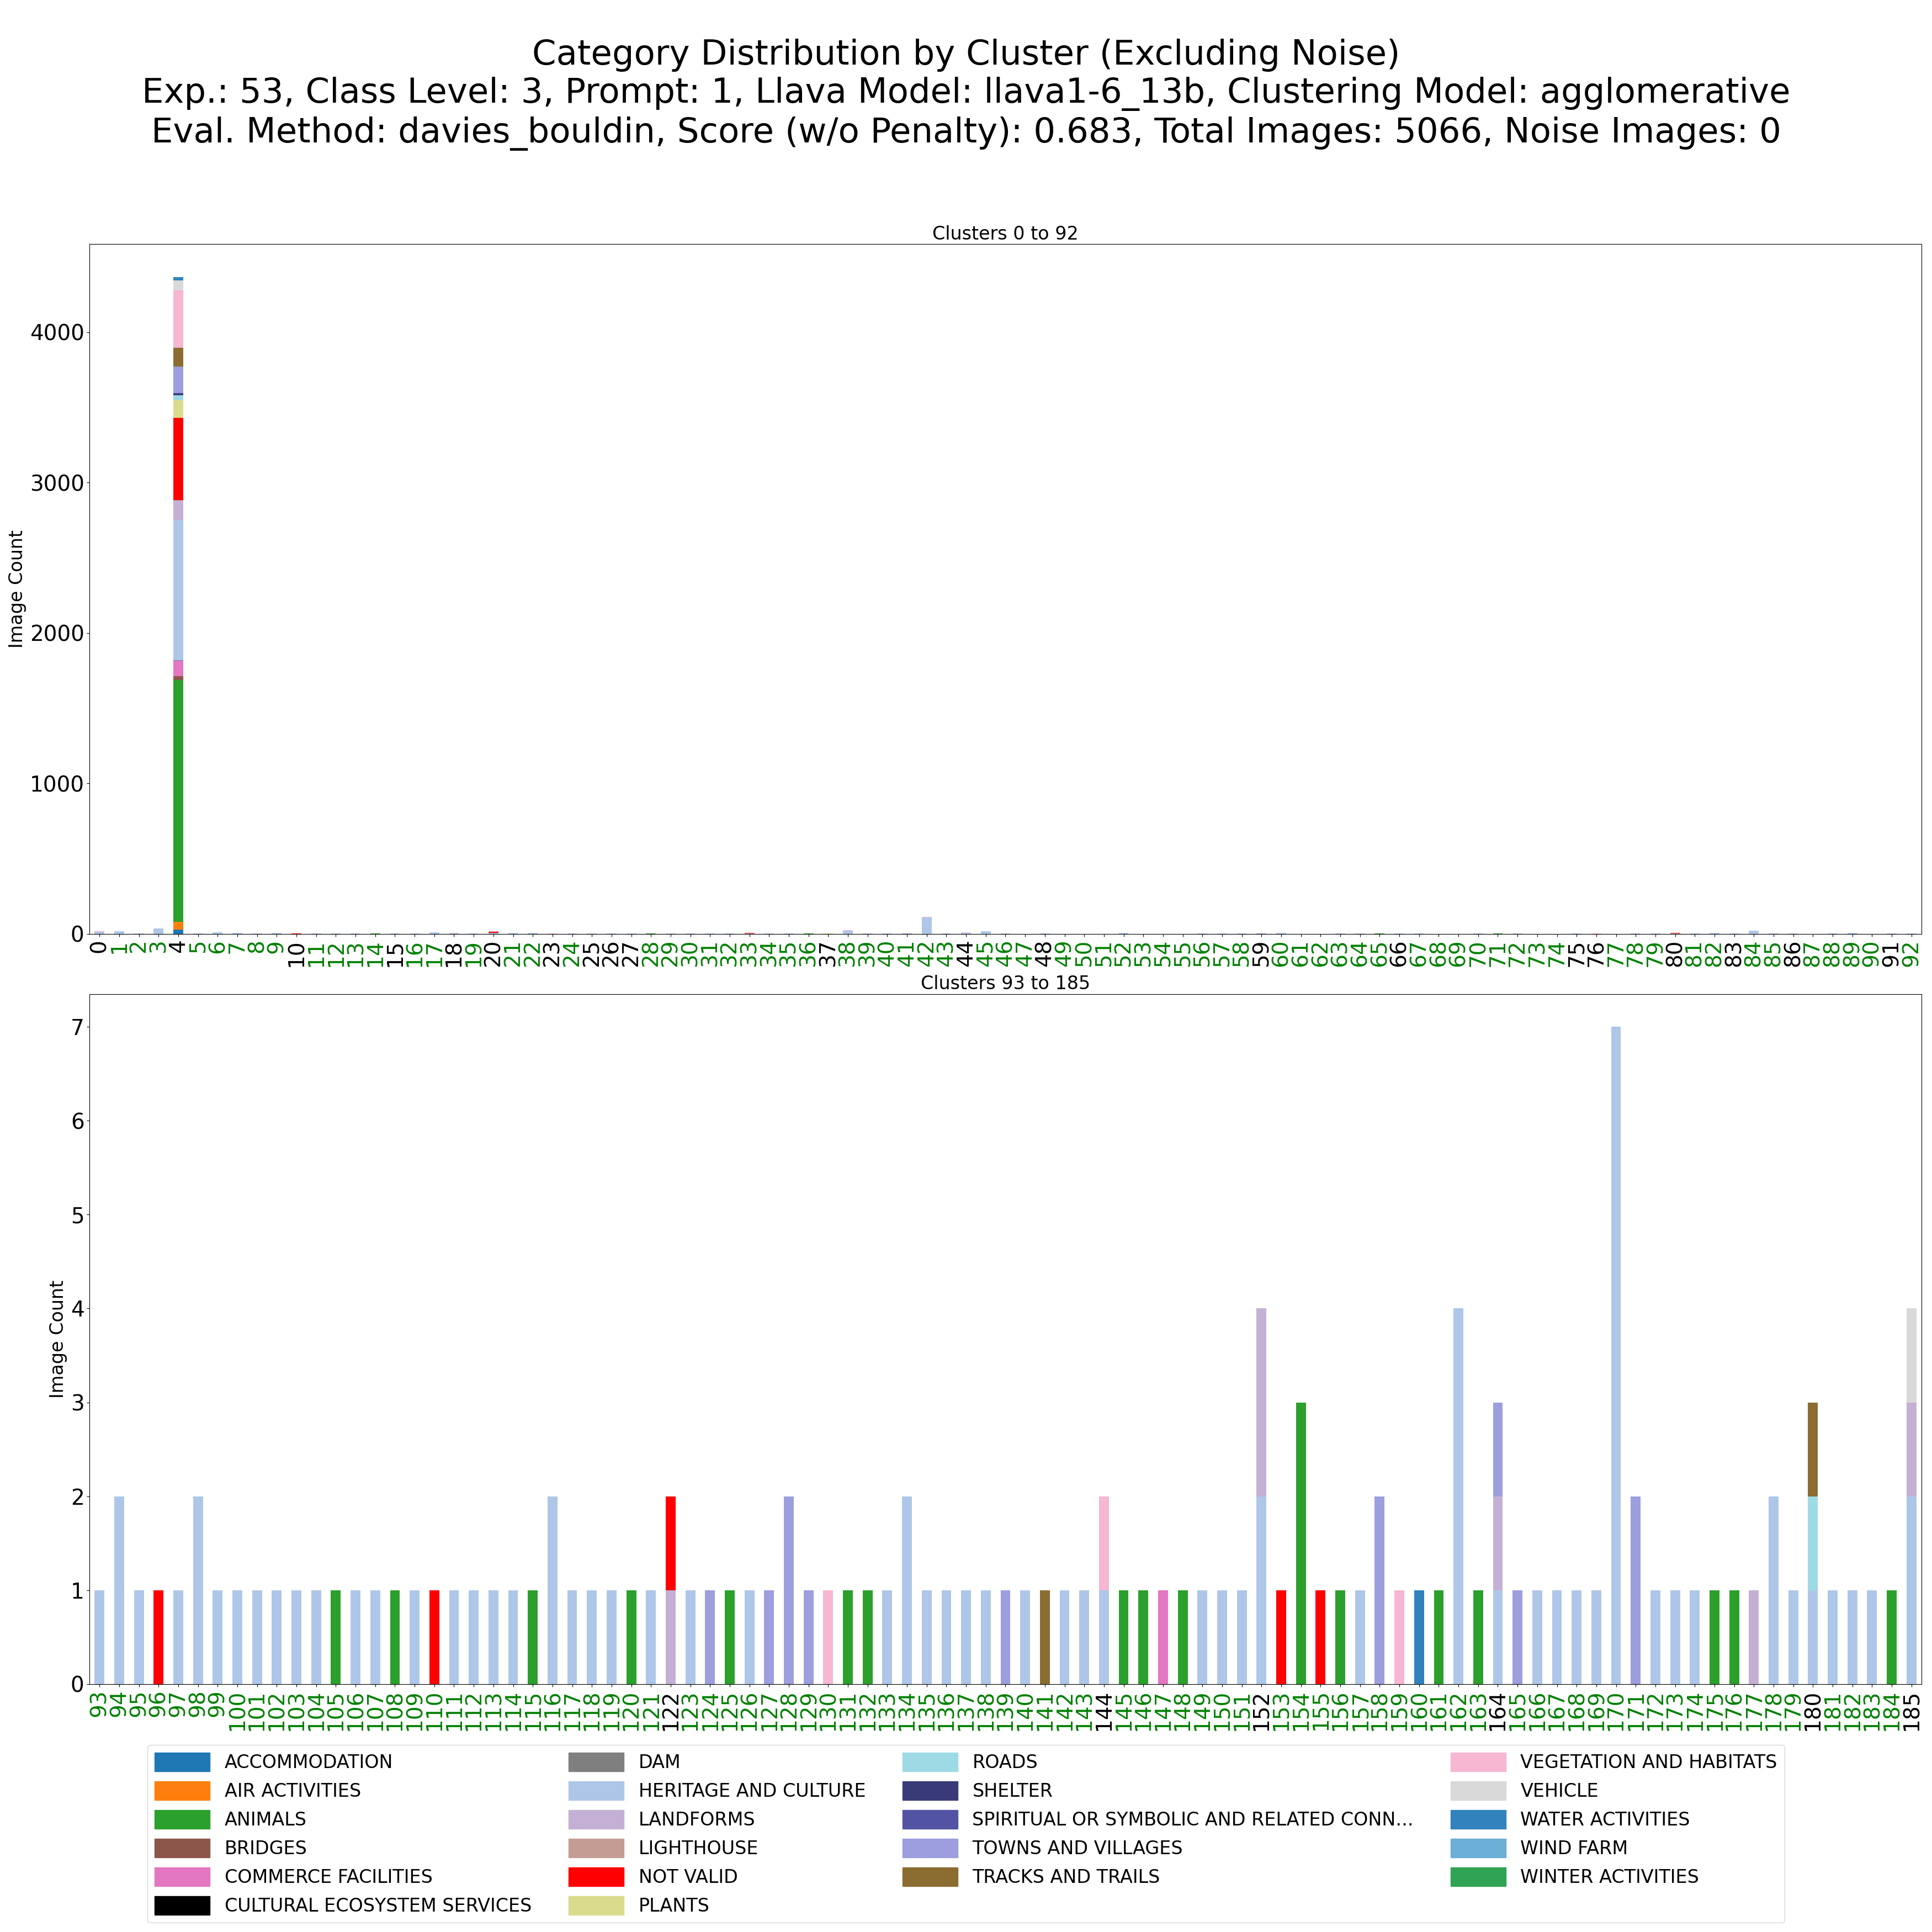 Category Distribution by Cluster (Excluding Noise)
Exp.: 53, Class Level: 3, Prompt: 1, Llava Model: llava1-6_13b, Clustering Model: agglomerative
Eval. Method: davies_bouldin, Score (w/o Penalty): 0.683, Total Images: 5066, Noise Images: 0
Clusters 0 to 92
Image Count
4000
3000
2000
1000
0
0 1 2 3 4 5 6 7 8 9 10 11 12 13 14 15 16 17 18 19 20 21 22 23 24 25 26 27 28 29 30 31 32 33 34 35 36 37 38 39 40 41 42 43 44 45 46 47 48 49 50 51 52 53 54 55 56 57 58 59 60 61 62 63 64 65 66 67 68 69 70 71 72 73 74 75 76 77 78 79 80 81 82 83 84 85 86 87 88 89 90 91 92
Clusters 93 to 185
Image Count
7
6
5
4
3
2
1
0
93 94 95 96 97 98 99 100 101 102 103 104 105 106 107 108 109 110 111 112 113 114 115 116 117 118 119 120 121 122 123 124 125 126 127 128 129 130 131 132 133 134 135 136 137 138 139 140 141 142 143 144 145 146 147 148 149 150 151 152 153 154 155 156 157 158 159 160 161 162 163 164 165 166 167 168 169 170 171 172 173 174 175 176 177 178 179 180 181 182 183 184 185
ACCOMMODATION
AIR ACTIVITIES
ANIMALS
BRIDGES
COMMERCE FACILITIES
CULTURAL ECOSYSTEM SERVICES
DAM
HERITAGE AND CULTURE
LANDFORMS
LIGHTHOUSE
NOT VALID
PLANTS
ROADS
SHELTER
SPIRITUAL OR SYMBOLIC AND RELATED CONN...
TOWNS AND VILLAGES
TRACKS AND TRAILS
VEGETATION AND HABITATS
VEHICLE
WATER ACTIVITIES
WIND FARM
WINTER ACTIVITIES